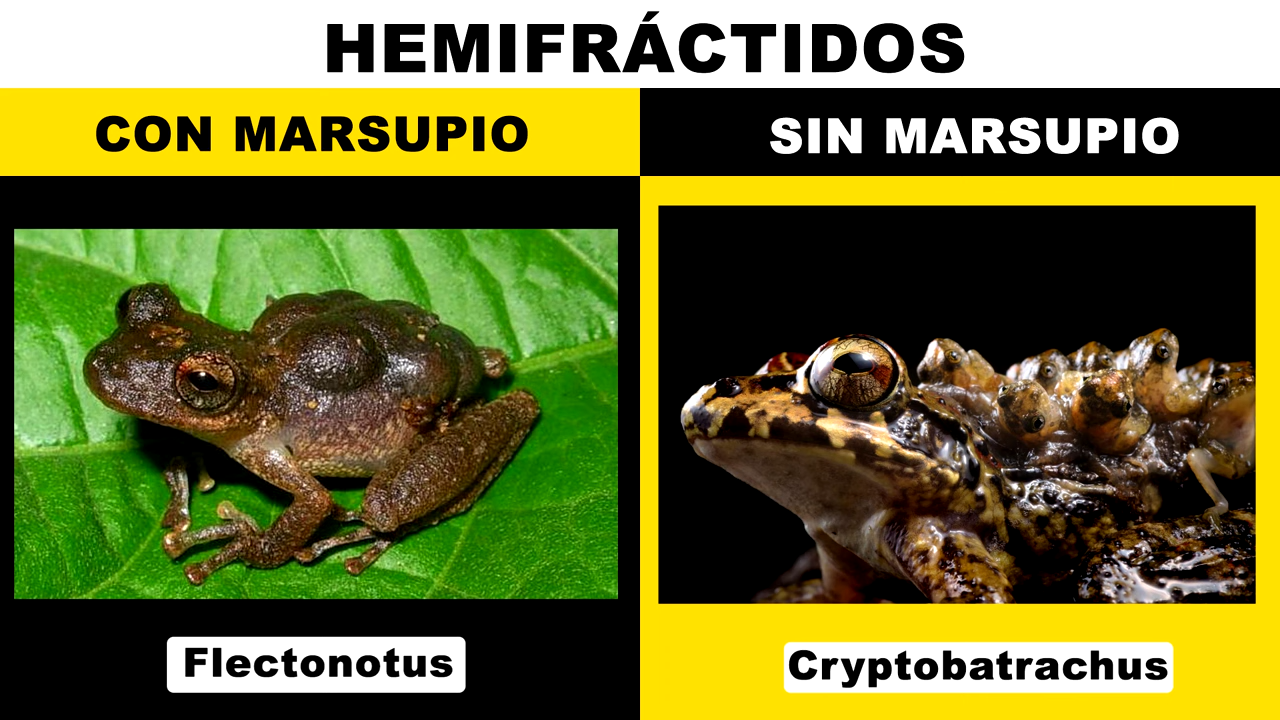 HEMIFRÁCTIDOS
CON MARSUPIO
SIN MARSUPIO
Flectonotus
Cryptobatrachus